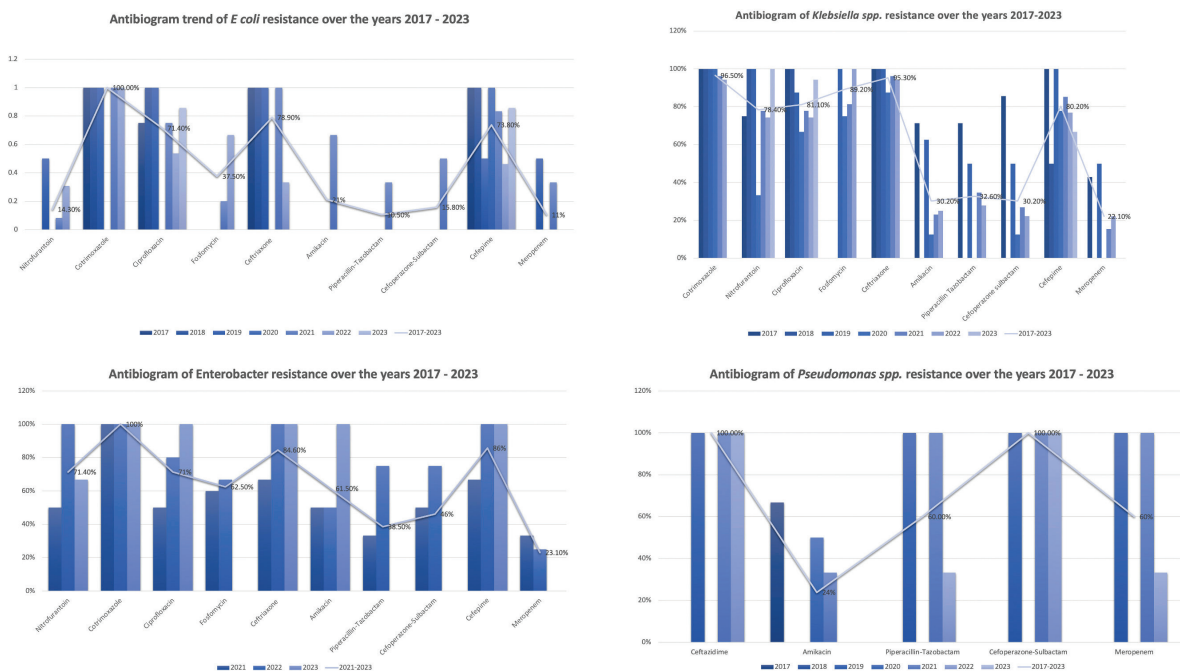 Antibiogram trend of E coli resistance over the years 2017 - 2023
1.2
1
0.8
0.6
0.4
0.2
0
14.30%
100.00%
71.40%
37.50%
78.90%
15.80%
73.80%
11%
Nitrofurantoin
Cotrimoxazole
Ciprofloxacin
Fosfomycin
Ceftriaxone
Amikacin
Piperacillin-Tazobactam
Cefoperazone-Sulbactam
Cefepime
Meropenem
2017 2018 2019 2020 2021 2022 2023 2017-2023
Antibiogram of Klebsiella spp. resistance over the years 2017-2023
120%
100%
80%
60%
40%
20%
0%
96.50%
78.40%
81.10%
89.20%
95.30%
30.20%
32.60%
30.20%
80.20%
22.10%
Cotrimoxazole
Nitrofurantoin
Ciprofloxacin
Fosfomycin
Ceftriaxone
Amikacin
Piperacillin Tazobactam
Cefoperazone sulbactam
Cefepime
Meropenem
2017 2018 2019 2020 2021 2022 2023 2017-2023
Antibiogram of Enterobacter resistance over the years 2017 - 2023
120%
100%
80%
60%
40%
20%
0%
71.40%
100%
71%
62.50%
84.60%
61.50%
38.50%
46%
86%
23.10%
Nitrofurantoin
Cotrimoxazole
Ciprofloxacin
Fosfomycin
Ceftriaxone
Amikacin
Piperacillin-Tazobactam
Cefoperazone-Sulbactam
Cefepime
Meropenem
2021 2022 2023 2021-2023
Antibiogram of Pseudomonas spp. resistance over the years 2017 - 2023
120%
100%
80%
60%
40%
20%
0%
100.00%
24%
60.00%
100.00%
60%
Ceftazidime
Amikacin
Piperacillin-Tazobactam
Cefoperazone-Sulbactam
Meropenem
2017 2018 2019 2020 2021 2022 2023 2017-2023